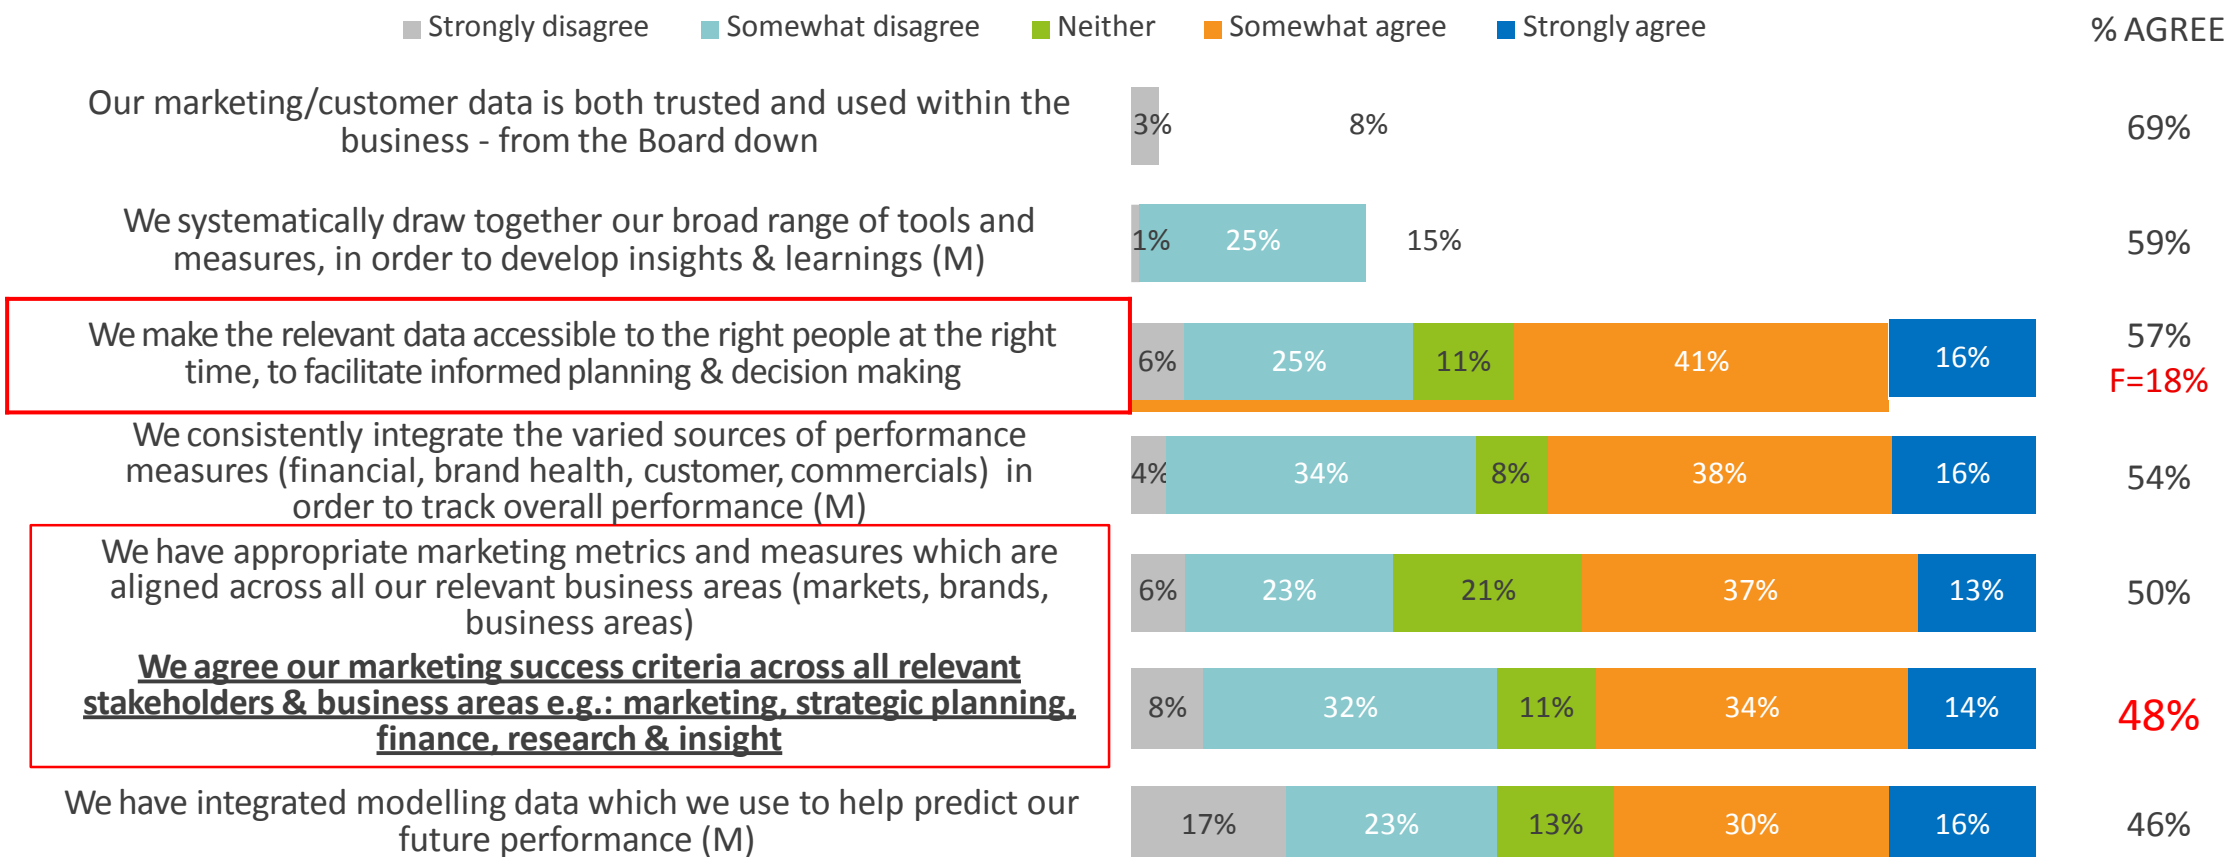 Strongly disagree Somewhat disagree Neither Somewhat agree Strongly agree % AGREE
Our marketing/customer data is both trusted and used within the
business - from the Board down
3% 8% 69%
We systematically draw together our broad range of tools and
measures, in order to develop insights & learnings (M)
1% 25% 15% 59%
We make the relevant data accessible to the right people at the right
time, to facilitate informed planning & decision making
6% 25% 11% 41% 16% 57%
F=18%
We consistently integrate the varied sources of performance
measures (financial, brand health, customer, commercials) in
order to track overall performance (M)
4% 34% 8% 38% 16% 54%
We have appropriate marketing metrics and measures which are
aligned across all our relevant business areas (markets, brands,
business areas)
6% 23% 21% 37% 13% 50%
We agree our marketing success criteria across all relevant
stakeholders & business areas e.g.: marketing, strategic planning,
finance, research & insight
8% 32% 11% 34% 14% 48%
We have integrated modelling data which we use to help predict our
future performance (M)
17% 23% 13% 30% 16% 46%